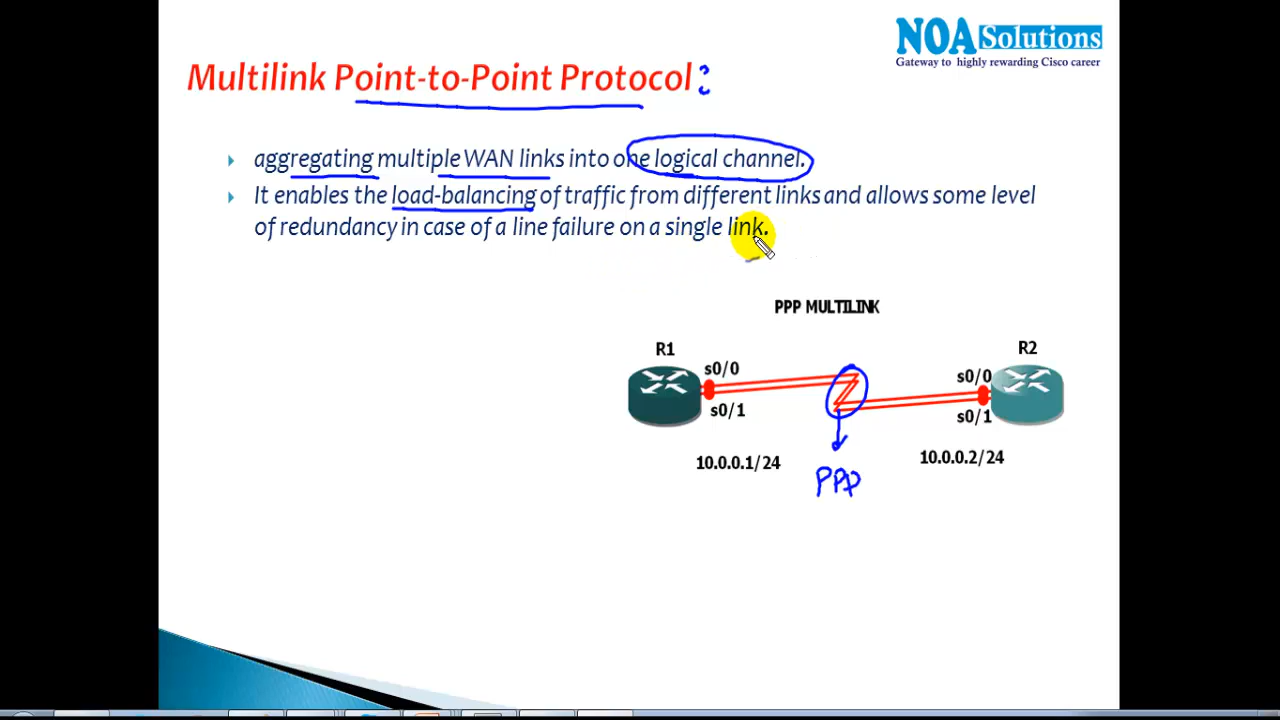 NOA Solutions
Gateway to highly rewarding Cisco career
Multilink Point-to-Point Protocol :
aggregating multiple WAN links into one logical channel.
It enables the load-balancing of traffic from different links and allows some level
of redundancy in case of a line failure on a single link.
PPP MULTILINK
R1
R2
s0/0
s0/0
s0/1
s0/1
10.0.0.1/24
10.0.0.2/24
PPP